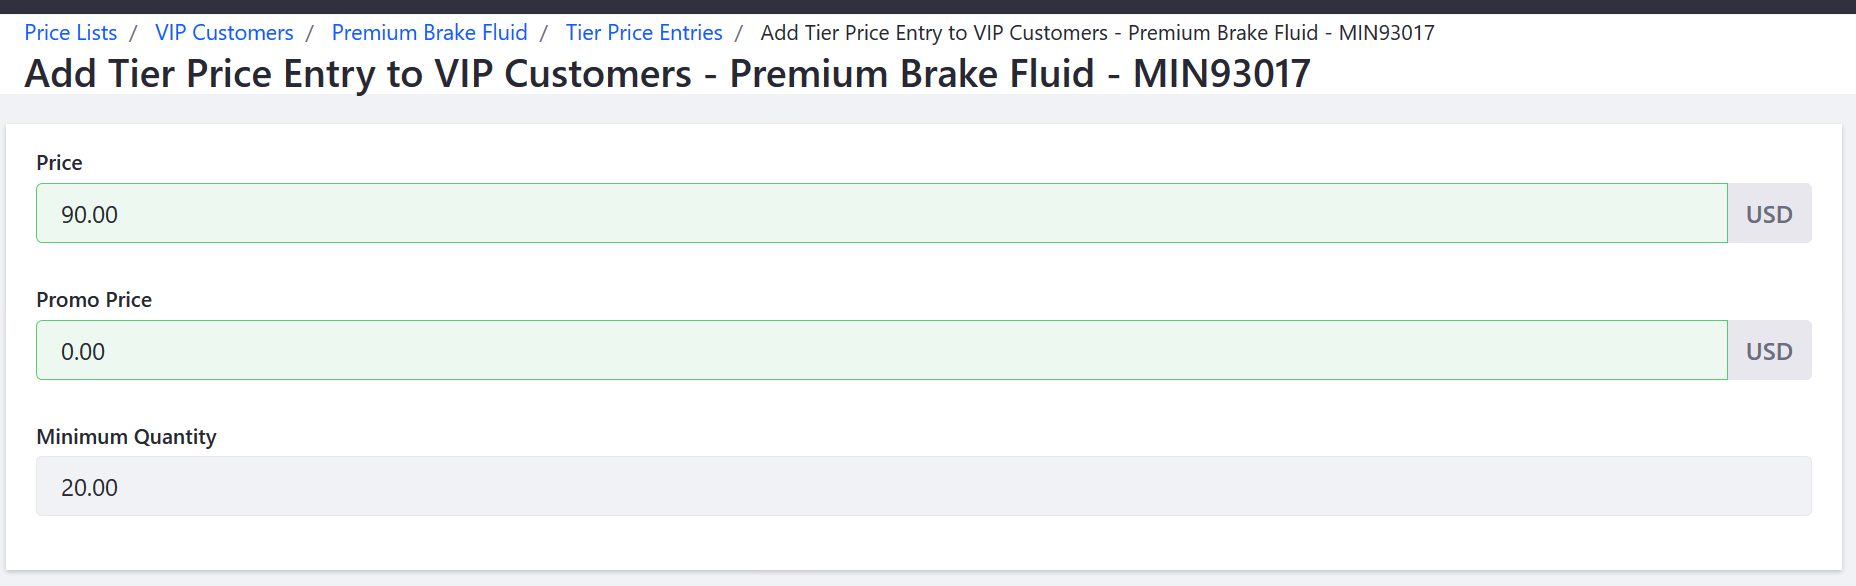 Price Lists / VIP Customers / Premium Brake Fluid / Tier Price Entries / Add Tier Price Entry to VIP Customers - Premium Brake Fluid - MIN93017
Add Tier Price Entry to VIP Customers - Premium Brake Fluid - MIN93017
Price
90.00 USD
Promo Price
0.00 USD
Minimum Quantity
20.00